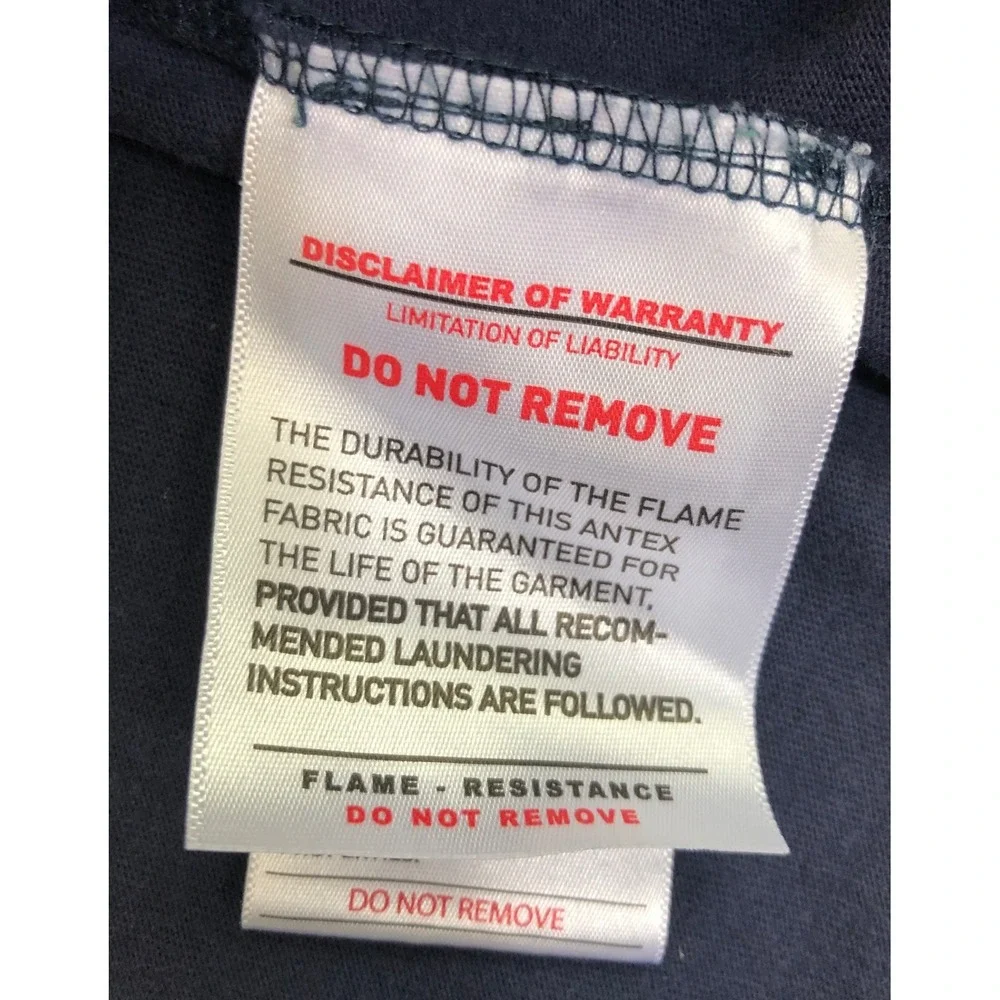 DISCLAIMER OF WARRANTY
LIMITATION OF LIABILITY
DO NOT REMOVE
THE DURABILITY OF THE FLAME
RESISTANCE OF THIS ANTEX
FABRIC IS GUARANTEED FOR
THE LIFE OF THE GARMENT,
PROVIDED THAT ALL RECOM-
MENDED LAUNDERING
INSTRUCTIONS ARE FOLLOWED.
FLAME - RESISTANCE
DO NOT REMOVE
DO NOT REMOVE